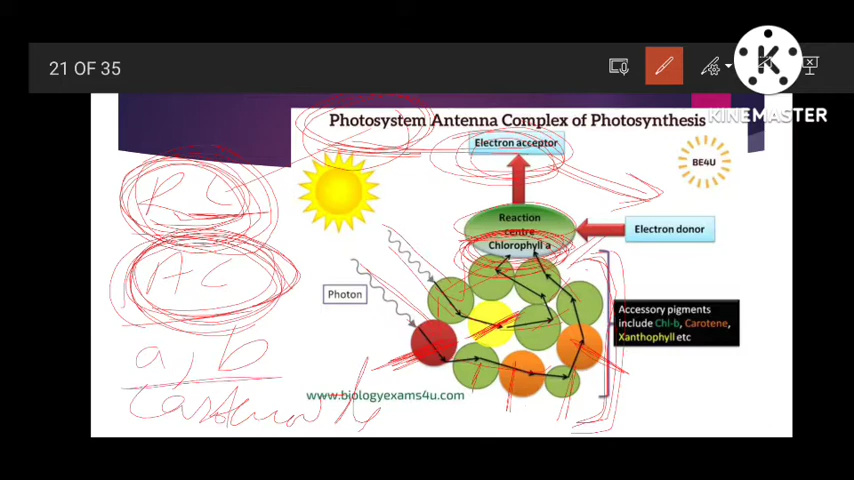 21 OF 35
K
KINEMASTER
Photosystem Antenna Complex of Photosynthesis
Electron acceptor
BE4U
RC
Reaction
centre
Chlorophyll a
Electron donor
AC
Photon
Accessory pigments
include Chl-b, Carotene,
Xanthophyll etc
a, b
www.biologyexams4u.com